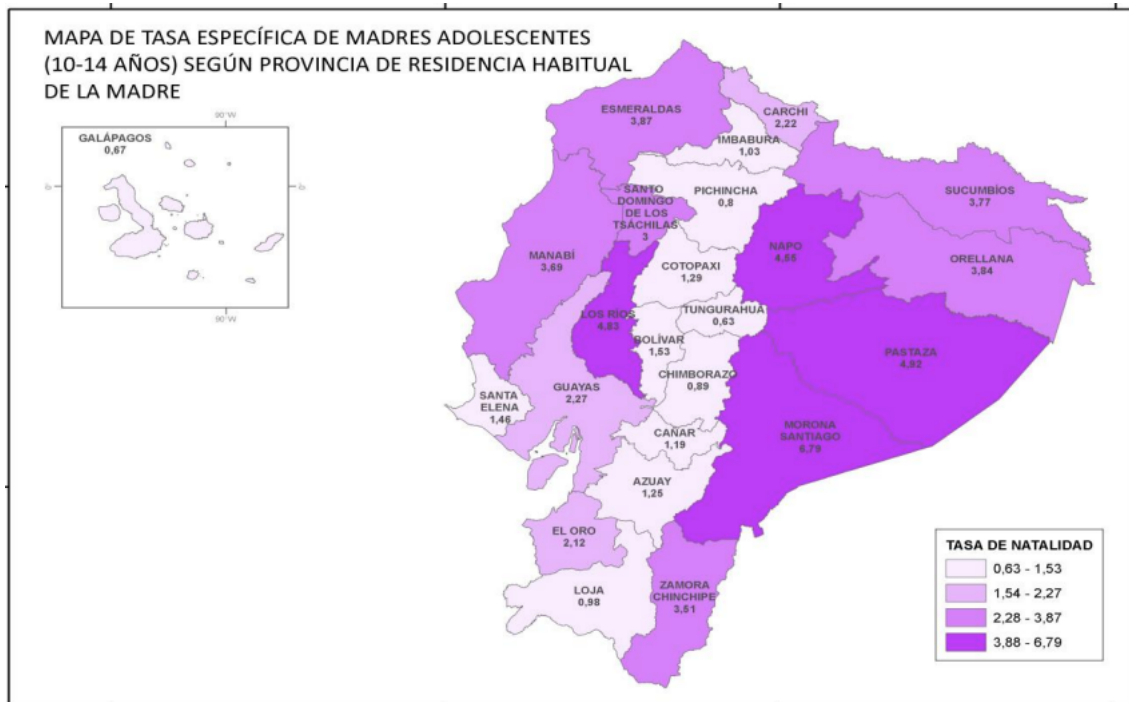 MAPA DE TASA ESPECÍFICA DE MADRES ADOLESCENTES
(10-14 AÑOS) SEGÚN PROVINCIA DE RESIDENCIA HABITUAL
DE LA MADRE
90°W
GALÁPAGOS
0,67
0°
90°W
ESMERALDAS
3,87
CARCHI
2,22
IMBABURA
1,03
0°
SUCUMBÍOS
3,77
PICHINCHA
0,8
SANTO
DOMINGO
DE LOS
TSÁCHILAS
3
NAPO
4,55
MANABÍ
3,69
ORELLANA
3,84
COTOPAXI
1,29
TUNGURAHUA
0,63
LOS RÍOS
4,83
BOLÍVAR
1,53
PASTAZA
4,92
CHIMBORAZO
0,89
GUAYAS
2,27
SANTA
ELENA
1,46
MORONA
SANTIAGO
6,79
CAÑAR
1,19
AZUAY
1,25
EL ORO
2,12
LOJA
0,98
ZAMORA
CHINCHIPE
3,51
TASA DE NATALIDAD
0,63 - 1,53
1,54 - 2,27
2,28 - 3,87
3,88 - 6,79